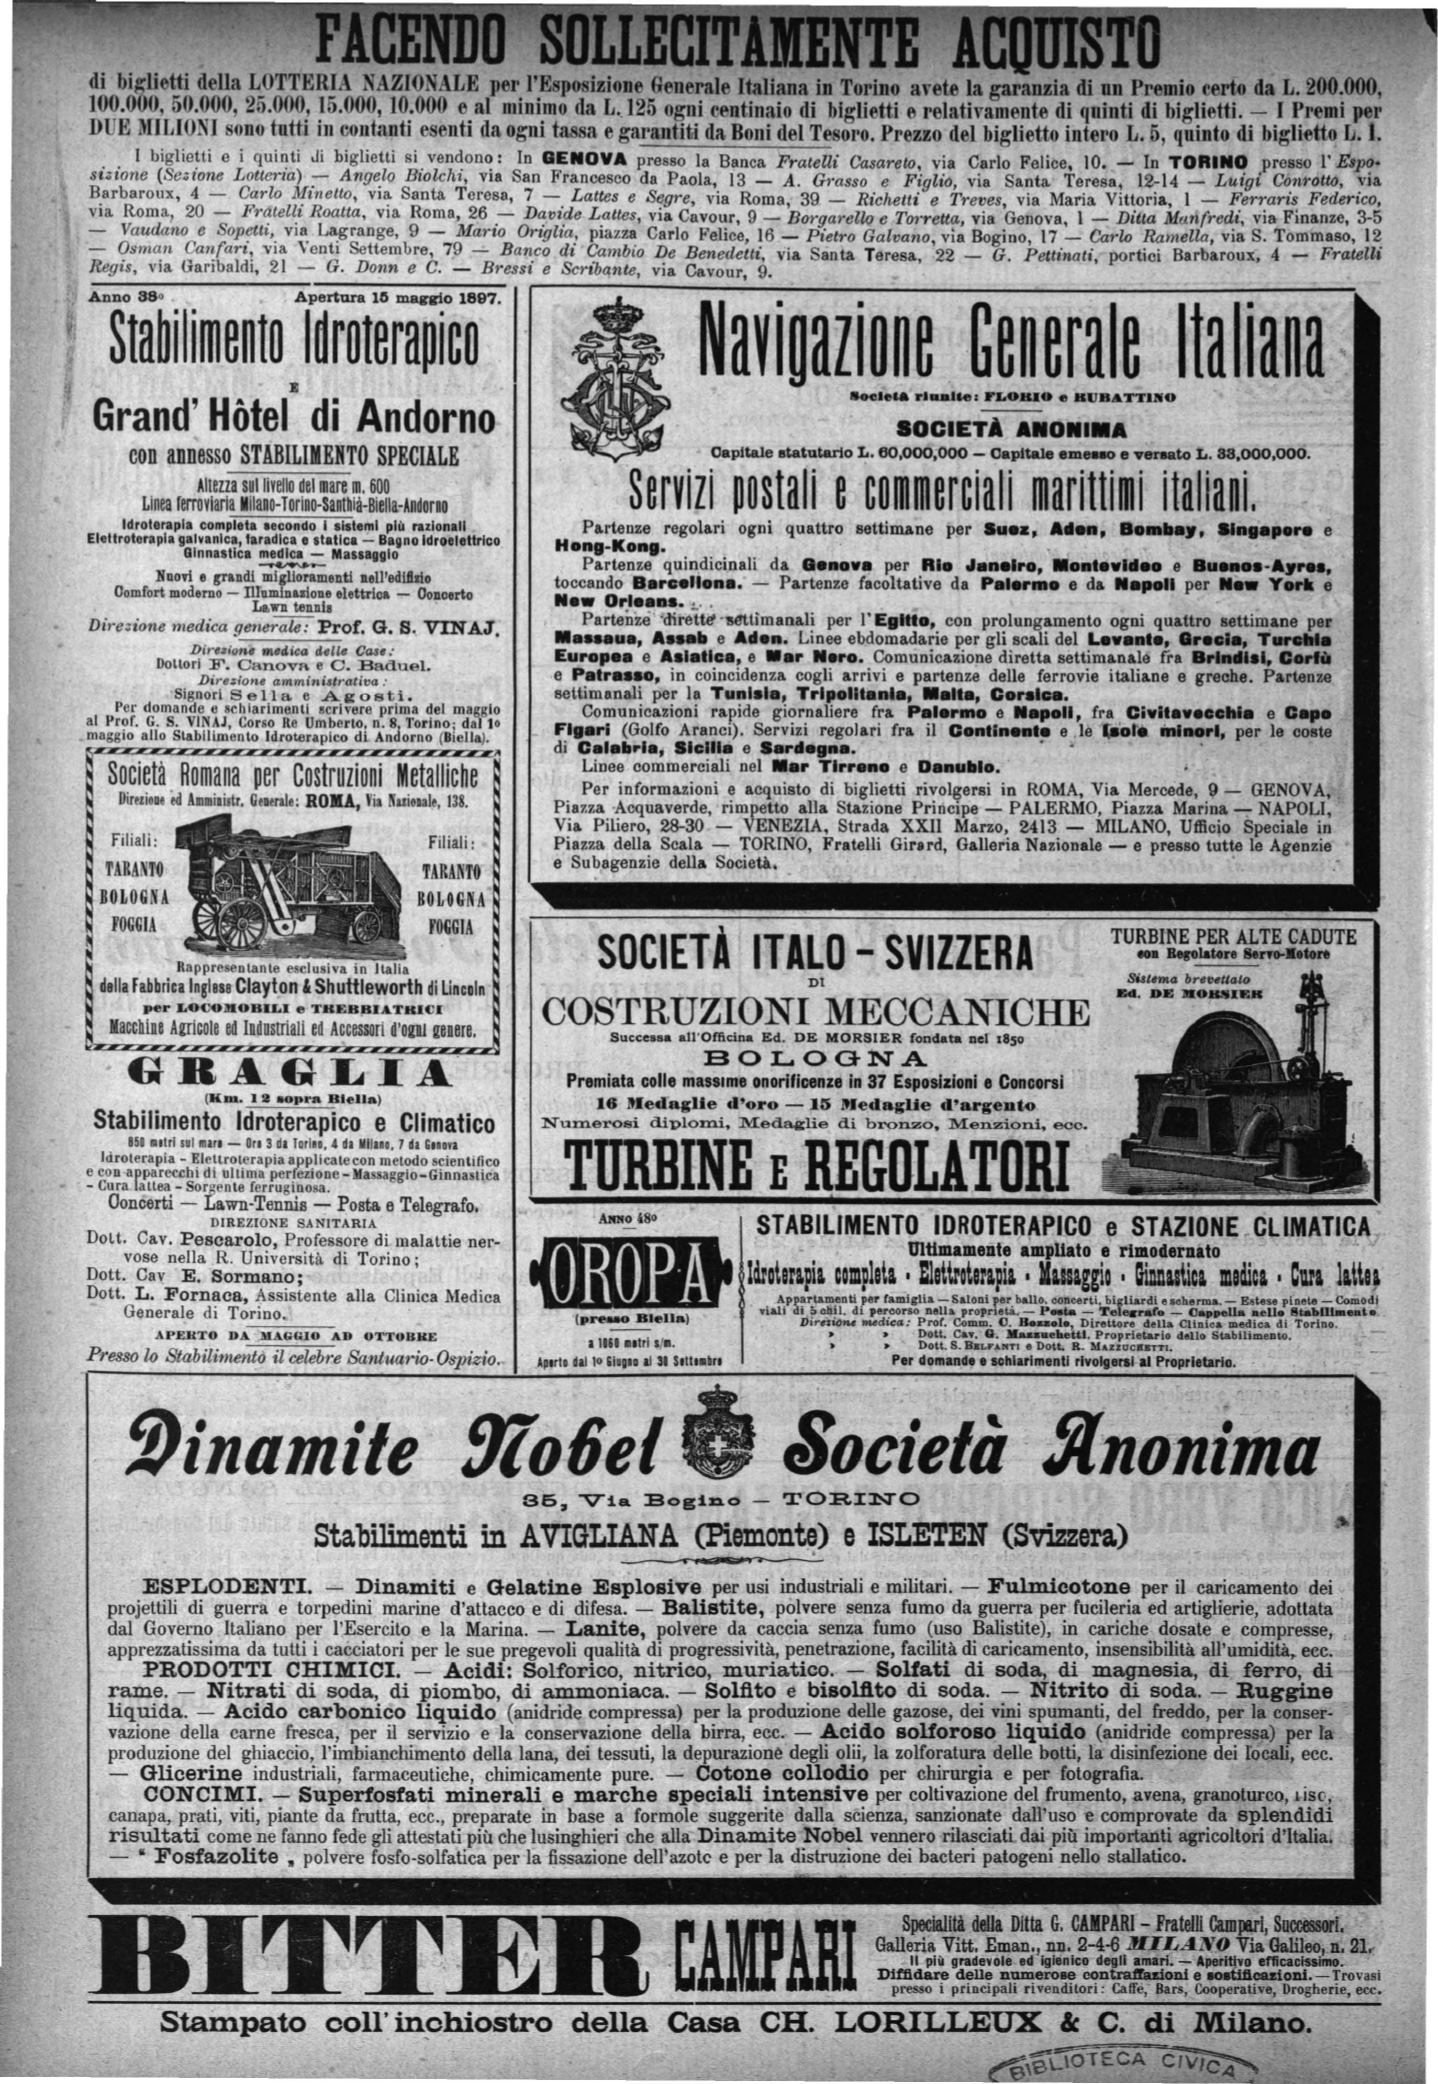 FACENDO SOLLECITAMENTE ACQUISTO
di biglietti della LOTTERIA NAZIONALE per l'Esposizione Generale Italiana in Torino avete la garanzia di un Premio certo da L. 200.000,
100.000, 50.000, 25.000, 15.000, 10.000 e al minimo da L. 125 ogni centinaio di biglietti e relativamente di quinti di biglietti. — I Premi per
DUE MILIONI sono tutti in contanti esenti da ogni tassa e garantiti da Boni del Tesoro. Prezzo del biglietto intero L. 5, quinto di biglietto L. 1.
I biglietti e i quinti di biglietti si vendono: In GENOVA presso la Banca Fratelli Casareto, via Carlo Felice, 10. — In TORINO presso l'Espo-
sizione (Sezione Lotteria) — Angelo Biolchi, via San Francesco da Paola, 13 — A. Grasso e Figlio, via Santa Teresa, 12-14 — Luigi Conrotto, via
Barbaroux, 4 — Carlo Minetto, via Santa Teresa, 7 — Lattes e Segre, via Roma, 39 — Richetti e Treves, via Maria Vittoria, 1 — Ferraris Federico,
via Roma, 20 — Fratelli Roatta, via Roma, 26 — Davide Lattes, via Cavour, 9 — Borgarello e Torretta, via Genova, 1 — Ditta Manfredi, via Finanze, 3-5
— Vaudano e Sopetti, via Lagrange, 9 — Mario Origlia, piazza Carlo Felice, 16 — Pietro Galvano, via Bogino, 17 — Carlo Ramella, via S. Tommaso, 12
— Osman Canfari, via Venti Settembre, 79 — Banco di Cambio De Benedetti, via Santa Teresa, 22 — G. Pettinati, portici Barbaroux, 4 — Fratelli
Regis, via Garibaldi, 21 — G. Donn e C. — Bressi e Scribante, via Cavour, 9.
Anno 38º Apertura 15 maggio 1897.
Stabilimento Idroterapico
E
Grand' Hôtel di Andorno
con annesso STABILIMENTO SPECIALE
Altezza sul livello del mare m. 600
Linea ferroviaria Milano-Torino-Santhià-Biella-Andorno
Idroterapia completa secondo i sistemi più razionali
Elettroterapia galvanica, faradica e statica — Bagno idroelettrico
Ginnastica medica — Massaggio
Nuovi e grandi miglioramenti nell'edifizio
Comfort moderno — Illuminazione elettrica — Concerto
Lawn tennis
Direzione medica generale: Prof. G. S. VINAJ.
Direzione medica delle Case:
Dottori F. Canova e C. Baduel.
Direzione amministrativa:
Signori Sella e Agosti.
Per domande e schiarimenti scrivere prima del maggio
al Prof. G. S. VINAJ, Corso Re Umberto, n. 8, Torino; dal 1º
maggio allo Stabilimento Idroterapico di Andorno (Biella).
Società Romana per Costruzioni Metalliche
Direzione ed Amministr. Generale: ROMA, Via Nazionale, 138.
Filiali:
TARANTO
BOLOGNA
FOGGIA
Filiali:
TARANTO
BOLOGNA
FOGGIA
Rappresentante esclusiva in Italia
della Fabbrica Inglese Clayton & Shuttleworth di Lincoln
per LOCOMOBILI e TREBBIATRICI
Macchine Agricole ed Industriali ed Accessori d'ogni genere.
GRAGLIA
(Km. 12 sopra Biella)
Stabilimento Idroterapico e Climatico
850 metri sul mare — Ore 3 da Torino, 4 da Milano, 7 da Genova
Idroterapia - Elettroterapia applicate con metodo scientifico
e con apparecchi di ultima perfezione - Massaggio - Ginnastica
- Cura lattea - Sorgente ferruginosa.
Concerti — Lawn-Tennis — Posta e Telegrafo.
DIREZIONE SANITARIA
Dott. Cav. Pescarolo, Professore di malattie ner-
vose nella R. Università di Torino;
Dott. Cav E. Sormano;
Dott. L. Fornaca, Assistente alla Clinica Medica
Generale di Torino.
APERTO DA MAGGIO AD OTTOBRE
Presso lo Stabilimento il celebre Santuario-Ospizio.
Navigazione Generale Italiana
Società riunite: FLORIO e RUBATTINO
SOCIETÀ ANONIMA
Capitale statutario L. 60,000,000 — Capitale emesso e versato L. 33,000,000.
Servizi postali e commerciali marittimi italiani.
Partenze regolari ogni quattro settimane per Suez, Aden, Bombay, Singapore e
Hong-Kong.
Partenze quindicinali da Genova per Rio Janeiro, Montevideo e Buenos-Ayres,
toccando Barcellona. — Partenze facoltative da Palermo e da Napoli per New York e
New Orleans.
Partenze dirette settimanali per l'Egitto, con prolungamento ogni quattro settimane per
Massaua, Assab e Aden. Linee ebdomadarie per gli scali del Levante, Grecia, Turchia
Europea e Asiatica, e Mar Nero. Comunicazione diretta settimanale fra Brindisi, Corfù
e Patrasso, in coincidenza cogli arrivi e partenze delle ferrovie italiane e greche. Partenze
settimanali per la Tunisia, Tripolitania, Malta, Corsica.
Comunicazioni rapide giornaliere fra Palermo e Napoli, fra Civitavecchia e Capo
Figari (Golfo Aranci). Servizi regolari fra il Continente e le Isole minori, per le coste
di Calabria, Sicilia e Sardegna.
Linee commerciali nel Mar Tirreno e Danubio.
Per informazioni e acquisto di biglietti rivolgersi in ROMA, Via Mercede, 9 — GENOVA,
Piazza Acquaverde, rimpetto alla Stazione Principe — PALERMO, Piazza Marina — NAPOLI,
Via Piliero, 28-30 — VENEZIA, Strada XXII Marzo, 2413 — MILANO, Ufficio Speciale in
Piazza della Scala — TORINO, Fratelli Girard, Galleria Nazionale — e presso tutte le Agenzie
e Subagenzie della Società.
SOCIETÀ ITALO - SVIZZERA
DI
COSTRUZIONI MECCANICHE
Successa all'Officina Ed. DE MORSIER fondata nel 1850
BOLOGNA
Premiata colle massime onorificenze in 37 Esposizioni e Concorsi
16 Medaglie d'oro — 15 Medaglie d'argento
Numerosi diplomi, Medaglie di bronzo, Menzioni, ecc.
TURBINE E REGOLATORI
TURBINE PER ALTE CADUTE
con Regolatore Servo-Motore
Sistema brevettato
Ed. DE MORSIER
ANNO 48º
OROPA
(presso Biella)
a 1060 metri s/m.
Aperto dal 1º Giugno al 30 Settembre
STABILIMENTO IDROTERAPICO e STAZIONE CLIMATICA
Ultimamente ampliato e rimodernato
Idroterapia completa - Elettroterapia - Massaggio - Ginnastica medica - Cura lattea
Appartamenti per famiglia — Saloni per ballo, concerti, bigliardi e scherma. — Estese pinete — Comodi
viali di 5 chil. di percorso nella proprietà. — Posta — Telegrafo — Cappella nello Stabilimento.
Direzione medica: Prof. Comm. C. Bozzolo, Direttore della Clinica medica di Torino.
» » Dott. Cav. G. Mazzuchetti, Proprietario dello Stabilimento.
» » Dott. S. BELFANTI e Dott. R. MAZZUCHETTI.
Per domande e schiarimenti rivolgersi al Proprietario.
Dinamite Nobel Società Anonima
35, Via Bogino — TORINO
Stabilimenti in AVIGLIANA (Piemonte) e ISLETEN (Svizzera)
ESPLODENTI. — Dinamiti e Gelatine Esplosive per usi industriali e militari. — Fulmicotone per il caricamento dei
projettili di guerra e torpedini marine d'attacco e di difesa. — Balistite, polvere senza fumo da guerra per fucileria ed artiglierie, adottata
dal Governo Italiano per l'Esercito e la Marina. — Lanite, polvere da caccia senza fumo (uso Balistite), in cariche dosate e compresse,
apprezzatissima da tutti i cacciatori per le sue pregevoli qualità di progressività, penetrazione, facilità di caricamento, insensibilità all'umidità, ecc.
PRODOTTI CHIMICI. — Acidi: Solforico, nitrico, muriatico. — Solfati di soda, di magnesia, di ferro, di
rame. — Nitrati di soda, di piombo, di ammoniaca. — Solfito e bisolfito di soda. — Nitrito di soda. — Ruggine
liquida. — Acido carbonico liquido (anidride compressa) per la produzione delle gazose, dei vini spumanti, del freddo, per la conser-
vazione della carne fresca, per il servizio e la conservazione della birra, ecc. — Acido solforoso liquido (anidride compressa) per la
produzione del ghiaccio, l'imbianchimento della lana, dei tessuti, la depurazione degli olii, la zolforatura delle botti, la disinfezione dei locali, ecc.
— Glicerine industriali, farmaceutiche, chimicamente pure. — Cotone collodio per chirurgia e per fotografia.
CONCIMI. — Superfosfati minerali e marche speciali intensive per coltivazione del frumento, avena, granoturco, riso,
canapa, prati, viti, piante da frutta, ecc., preparate in base a formole suggerite dalla scienza, sanzionate dall'uso e comprovate da splendidi
risultati come ne fanno fede gli attestati più che lusinghieri che alla Dinamite Nobel vennero rilasciati dai più importanti agricoltori d'Italia.
— " Fosfazolite „ polvere fosfo-solfatica per la fissazione dell'azoto e per la distruzione dei bacteri patogeni nello stallatico.
BITTER CAMPARI
Specialità della Ditta G. CAMPARI - Fratelli Campari, Successori.
Galleria Vitt. Eman., nn. 2-4-6 MILANO Via Galileo, n. 21.
Il più gradevole ed igienico degli amari. — Aperitivo efficacissimo.
Diffidare delle numerose contraffazioni e sostificazioni. — Trovasi
presso i principali rivenditori: Caffè, Bars, Cooperative, Drogherie, ecc.
Stampato coll'inchiostro della Casa CH. LORILLEUX & C. di Milano.
BIBLIOTECA CIVICA